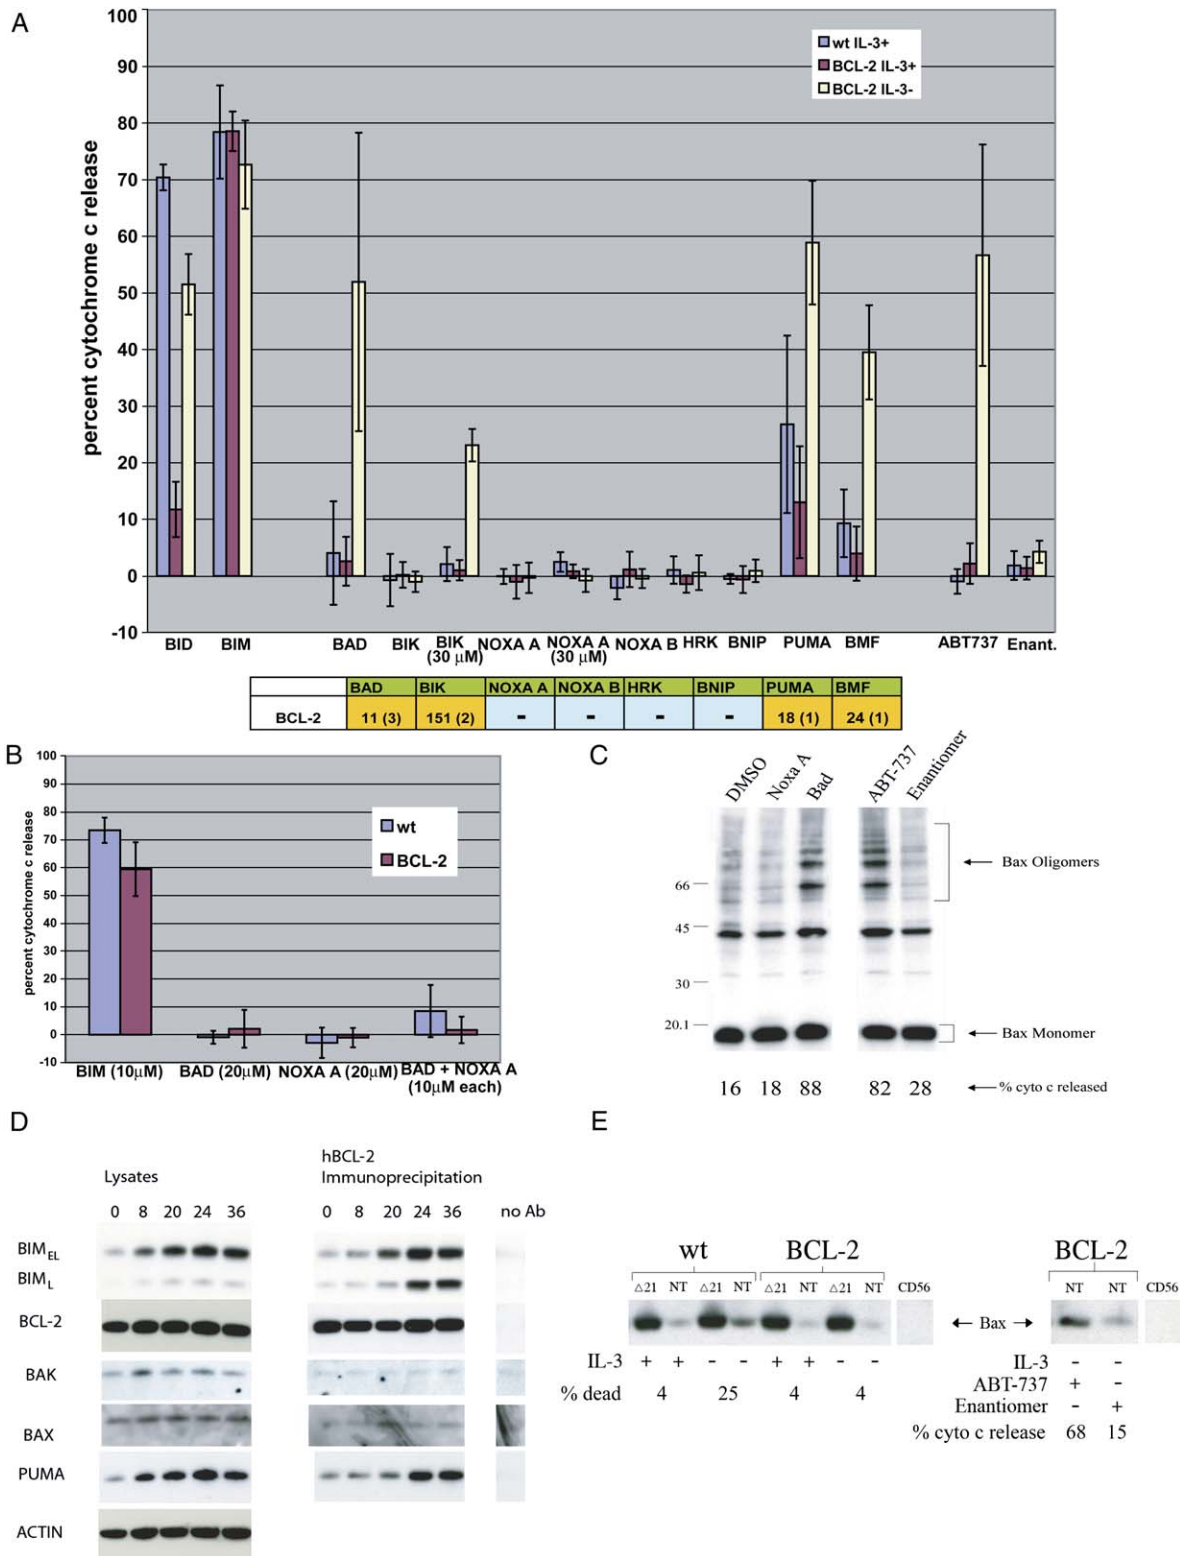 A
100
90
80
70
60
50
40
30
20
10
0
-10
percent cytochrome c release
wt IL-3+
BCL-2 IL-3+
BCL-2 IL-3-
BID BIM BAD BIK BIK (30 μM) NOXA A NOXA A (30 μM) NOXA B HRK BNIP PUMA BMF ABT737 Enant.
BAD BIK NOXA A NOXA B HRK BNIP PUMA BMF
BCL-2 11 (3) 151 (2) - - - - 18 (1) 24 (1)
B
100
90
80
70
60
50
40
30
20
10
0
-10
percent cytochrome c release
wt
BCL-2
BIM (10μM) BAD (20μM) NOXA A (20μM) BAD + NOXA A
(10μM each)
C
DMSO Noxa A Bad ABT-737 Enantiomer
66
45
30
20.1
Bax Oligomers
Bax Monomer
16 18 88 82 28 % cyto c released
D
Lysates
hBCL-2
Immunoprecipitation
0 8 20 24 36 0 8 20 24 36 no Ab
BIM EL
BIM L
BCL-2
BAK
BAX
PUMA
ACTIN
E
wt BCL-2 BCL-2
△21 NT △21 NT △21 NT △21 NT CD56 NT NT CD56
Bax
IL-3 + + - - + + - -
% dead 4 25 4 4
IL-3 - -
ABT-737 + -
Enantiomer - +
% cyto c release 68 15